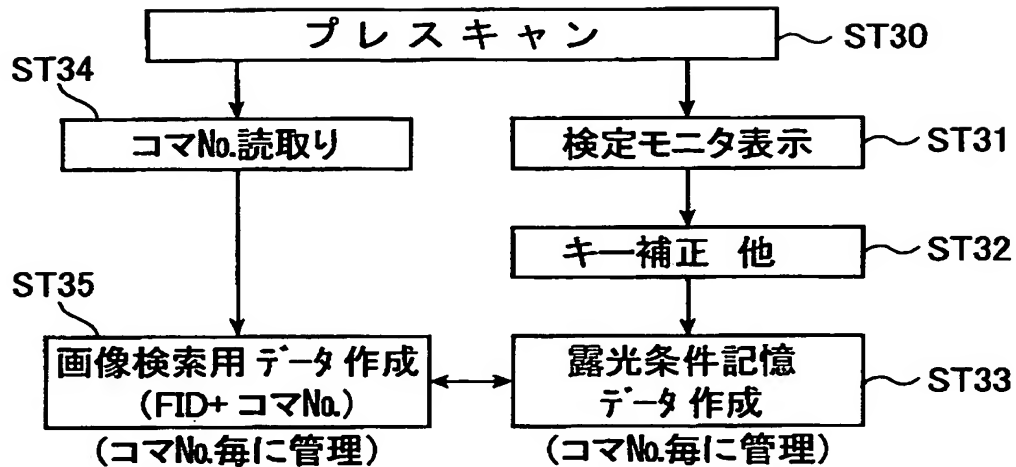 プレスキャン
ST30
ST34
コマNo.読取り
検定モニタ表示
ST31
キー補正 他
ST32
ST35
画像検索用データ作成
(FID+コマNo.)
(コマNo.毎に管理)
露光条件記憶
データ作成
ST33
(コマNo.毎に管理)